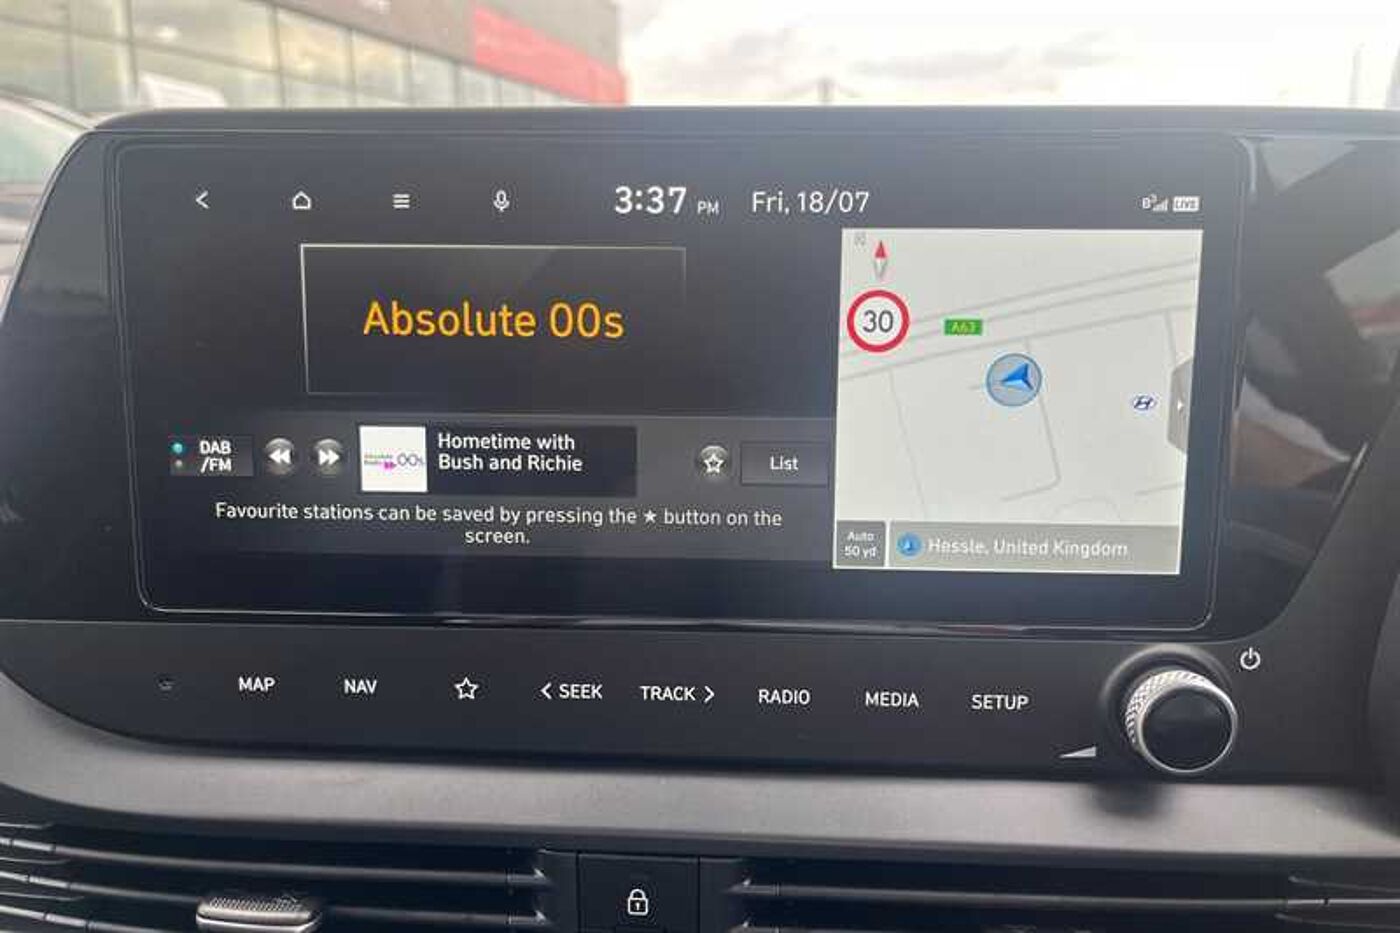 3:37 PM Fri, 18/07
LIVE
Absolute 00s
30
A63
DAB
/FM
00s
Hometime with
Bush and Richie
List
Favourite stations can be saved by pressing the ★ button on the
screen.
Auto
50 yd
Hessle, United Kingdom
MAP
NAV
< SEEK
TRACK >
RADIO
MEDIA
SETUP